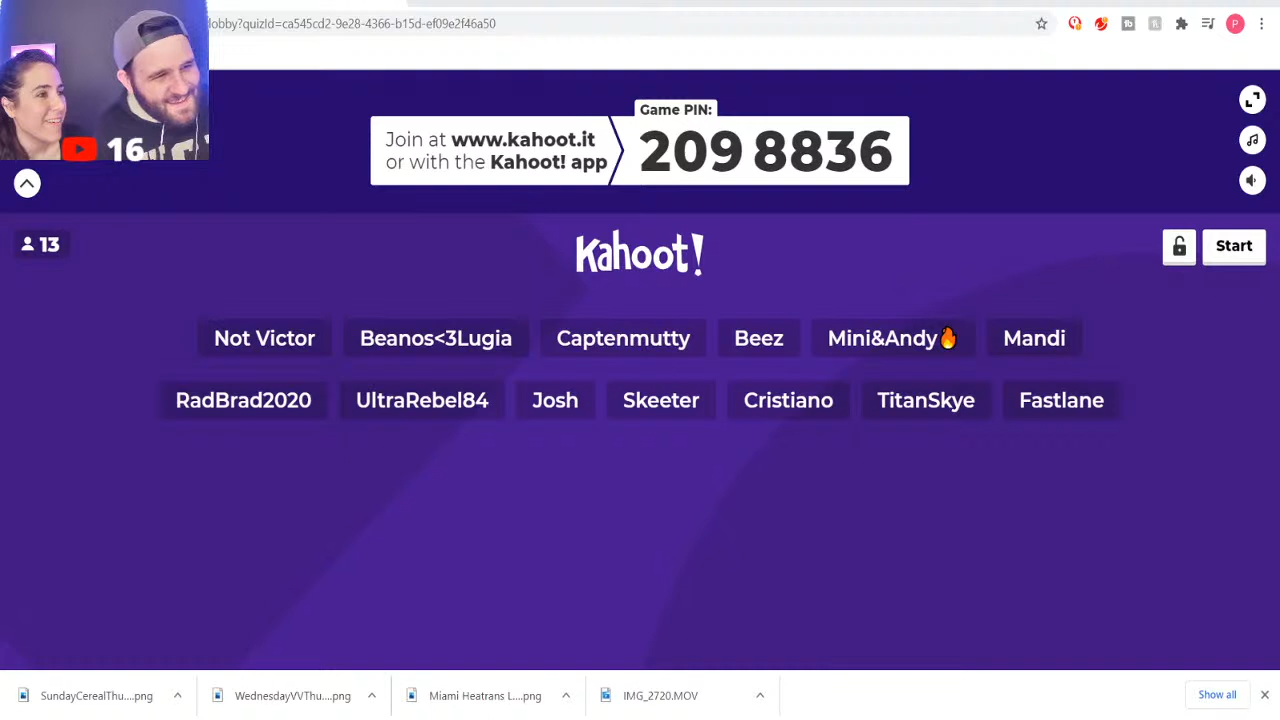 lobby?quizId=ca545cd2-9e28-4366-b15d-ef09e2f46a50
P
Game PIN:
Join at www.kahoot.it
or with the Kahoot! app
209 8836
16
13
Kahoot!
Start
Not Victor
Beanos<3Lugia
Captenmutty
Beez
Mini&Andy🔥
Mandi
RadBrad2020
UltraRebel84
Josh
Skeeter
Cristiano
TitanSkye
Fastlane
SundayCerealThu....png
WednesdayVVThu....png
Miami Heatrans L....png
IMG_2720.MOV
Show all